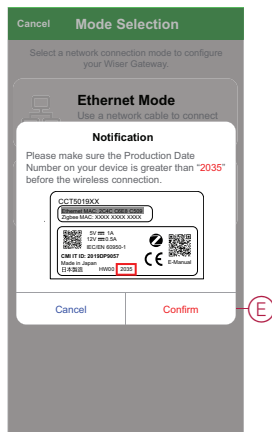 Cancel Mode Selection
Select a network connection mode to configure
your Wiser Gateway.
Ethernet Mode
Use a network cable to connect
Notification
Please make sure the Production Date
Number on your device is greater than “2035”
before the wireless connection.
CCT5019XX
Ethernet MAC: 2C4C C6E8 C509
Zigbee MAC: XXXX XXXX XXXX
5V 1A
12V 0.5A
IEC/EN 60950-1
CMI IT ID: 2019DP9057
Made in Japan
日本製造 HW00 2035
E-Manual
Cancel Confirm
E